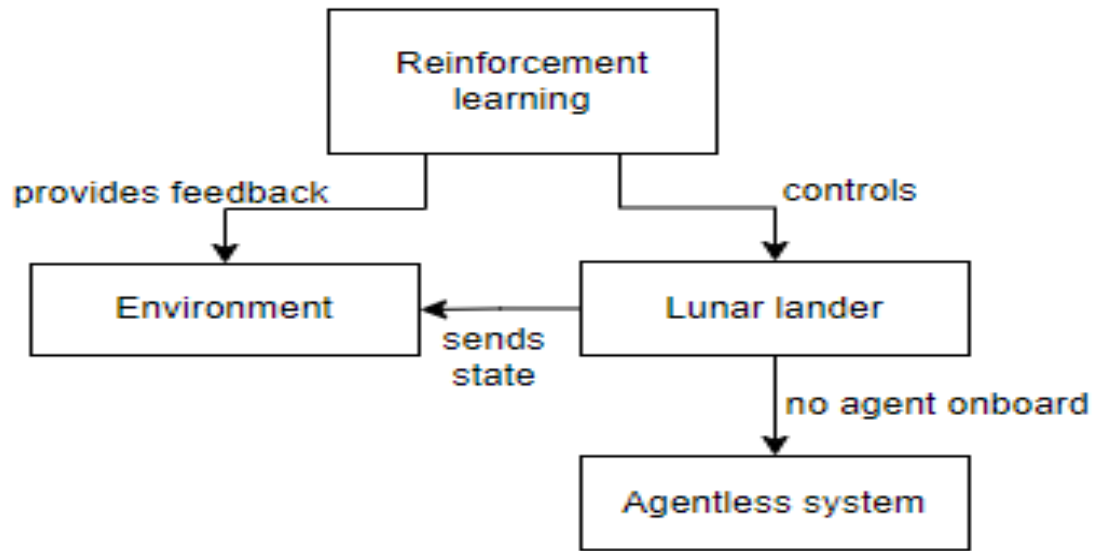 Reinforcement
learning
provides feedback
controls
Environment
Lunar lander
sends
state
no agent onboard
Agentless system